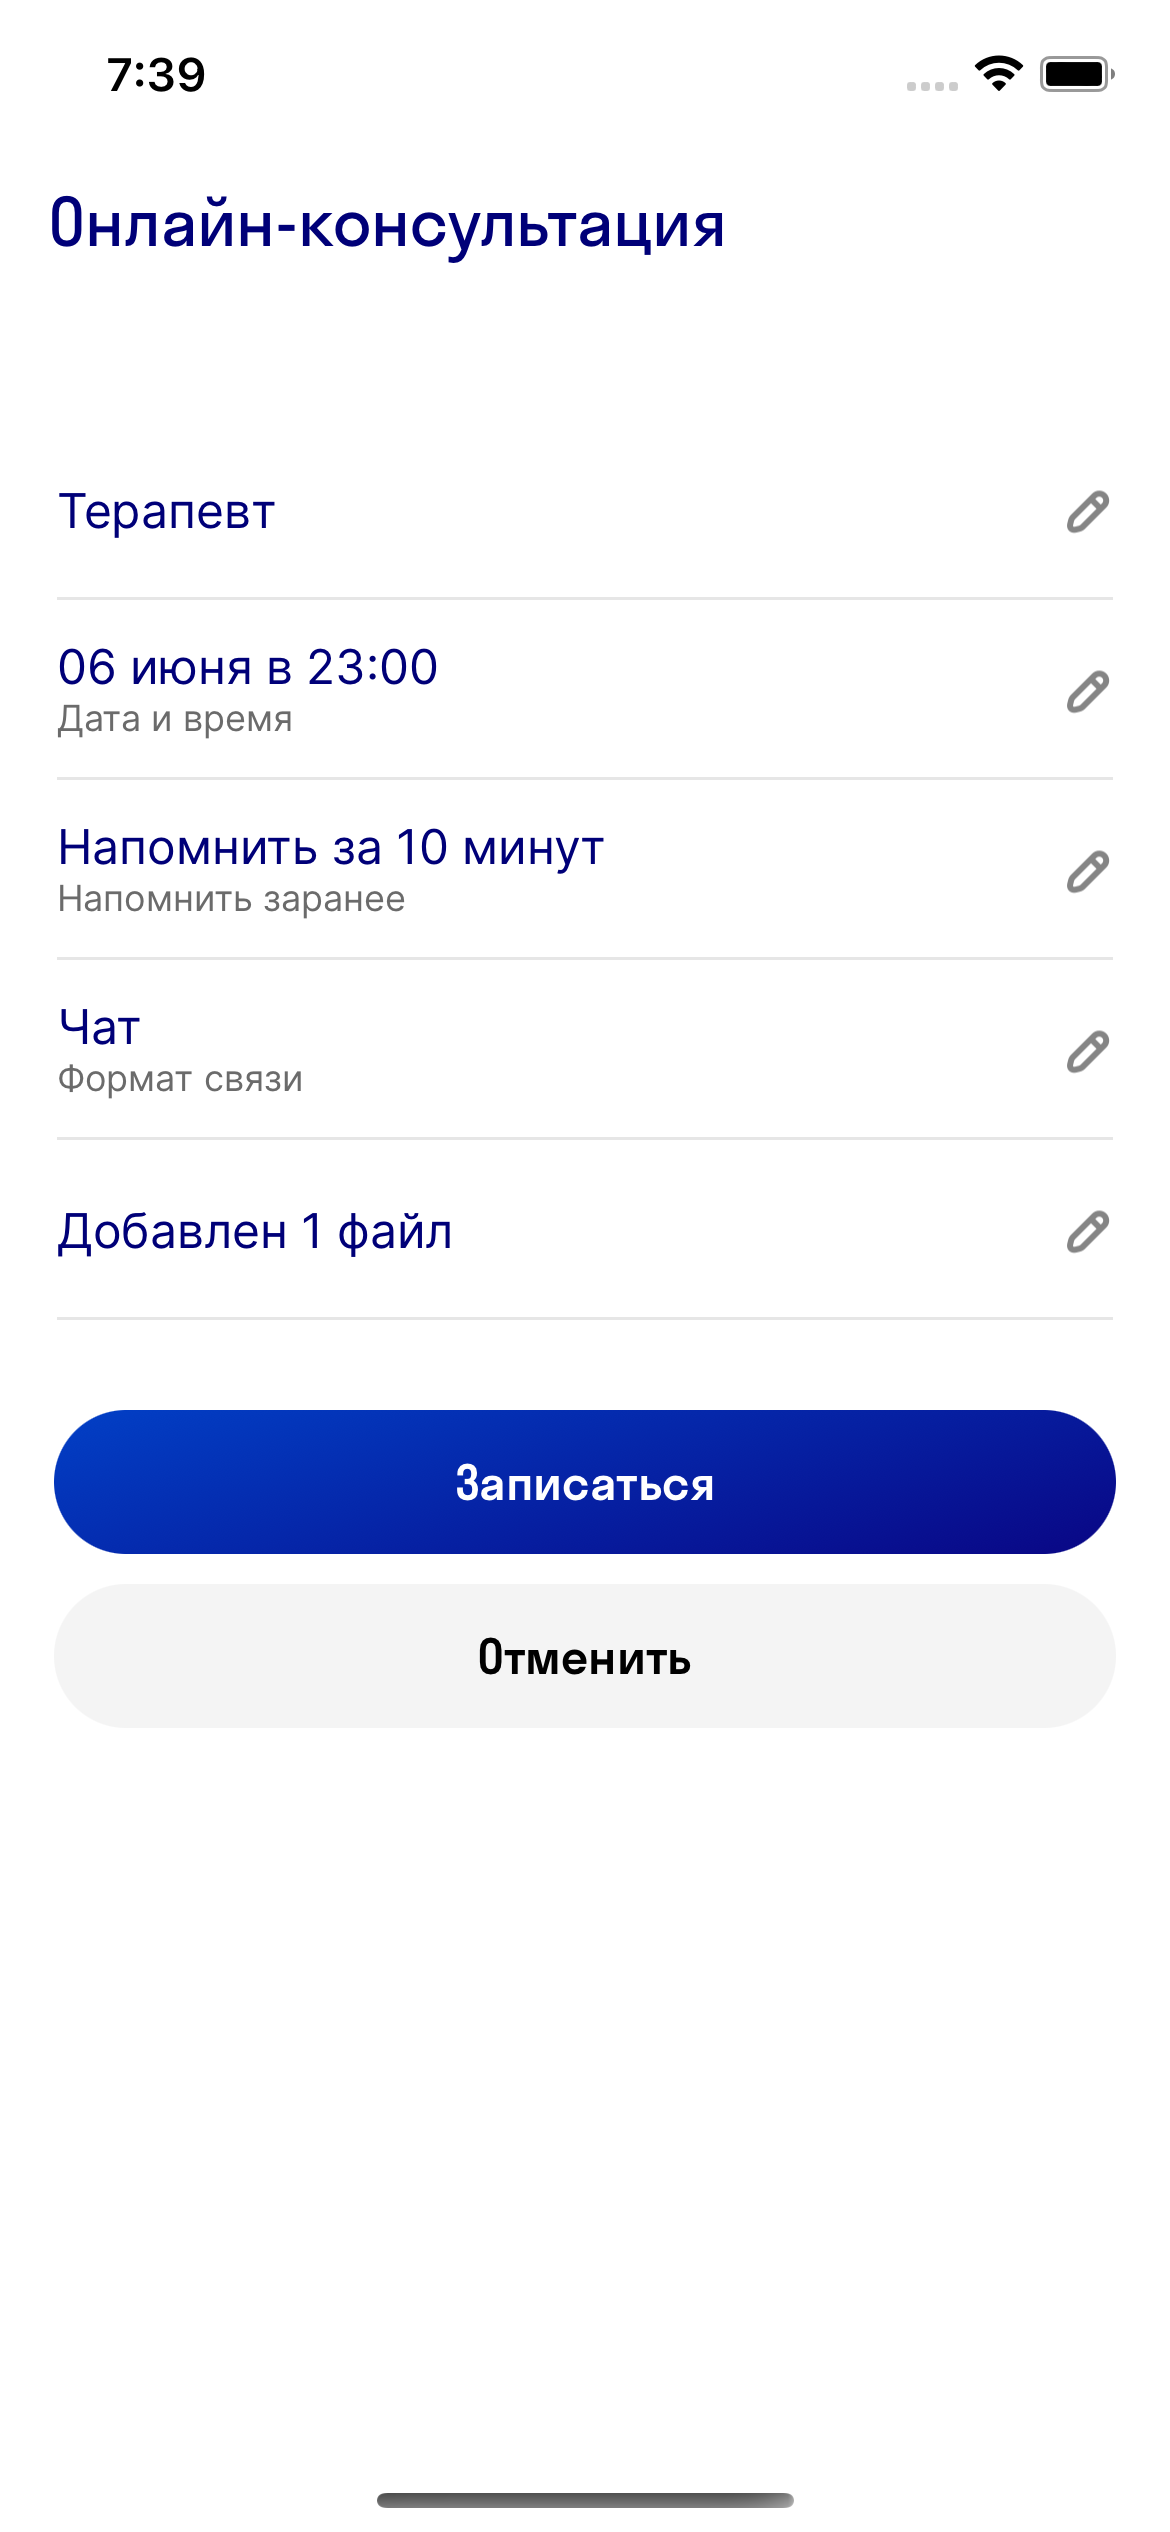 7:39
Онлайн-консультация
Терапевт
06 июня в 23:00
Дата и время
Напомнить за 10 минут
Напомнить заранее
Чат
Формат связи
Добавлен 1 файл
Записаться
Отменить